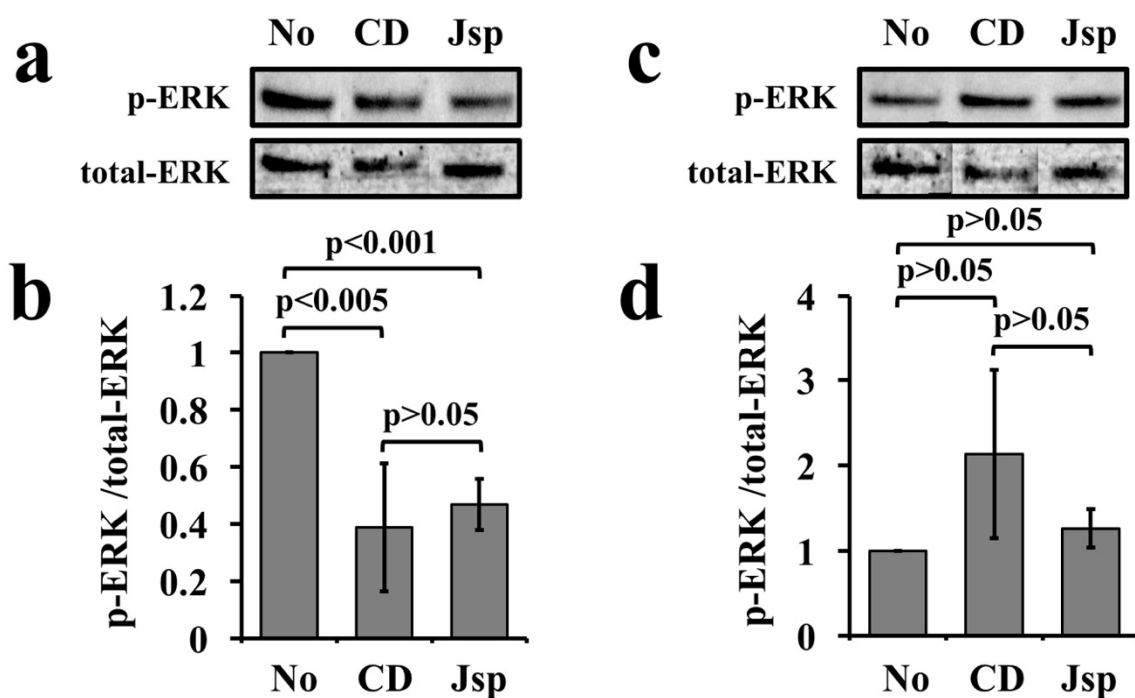 a
No CD Jsp
p-ERK
total-ERK
c
No CD Jsp
p-ERK
total-ERK
b
p<0.001
p<0.005
p>0.05
p-ERK /total-ERK
1.2
1
0.8
0.6
0.4
0.2
0
No CD Jsp
d
p>0.05
p>0.05
p>0.05
p-ERK /total-ERK
4
3
2
1
0
No CD Jsp